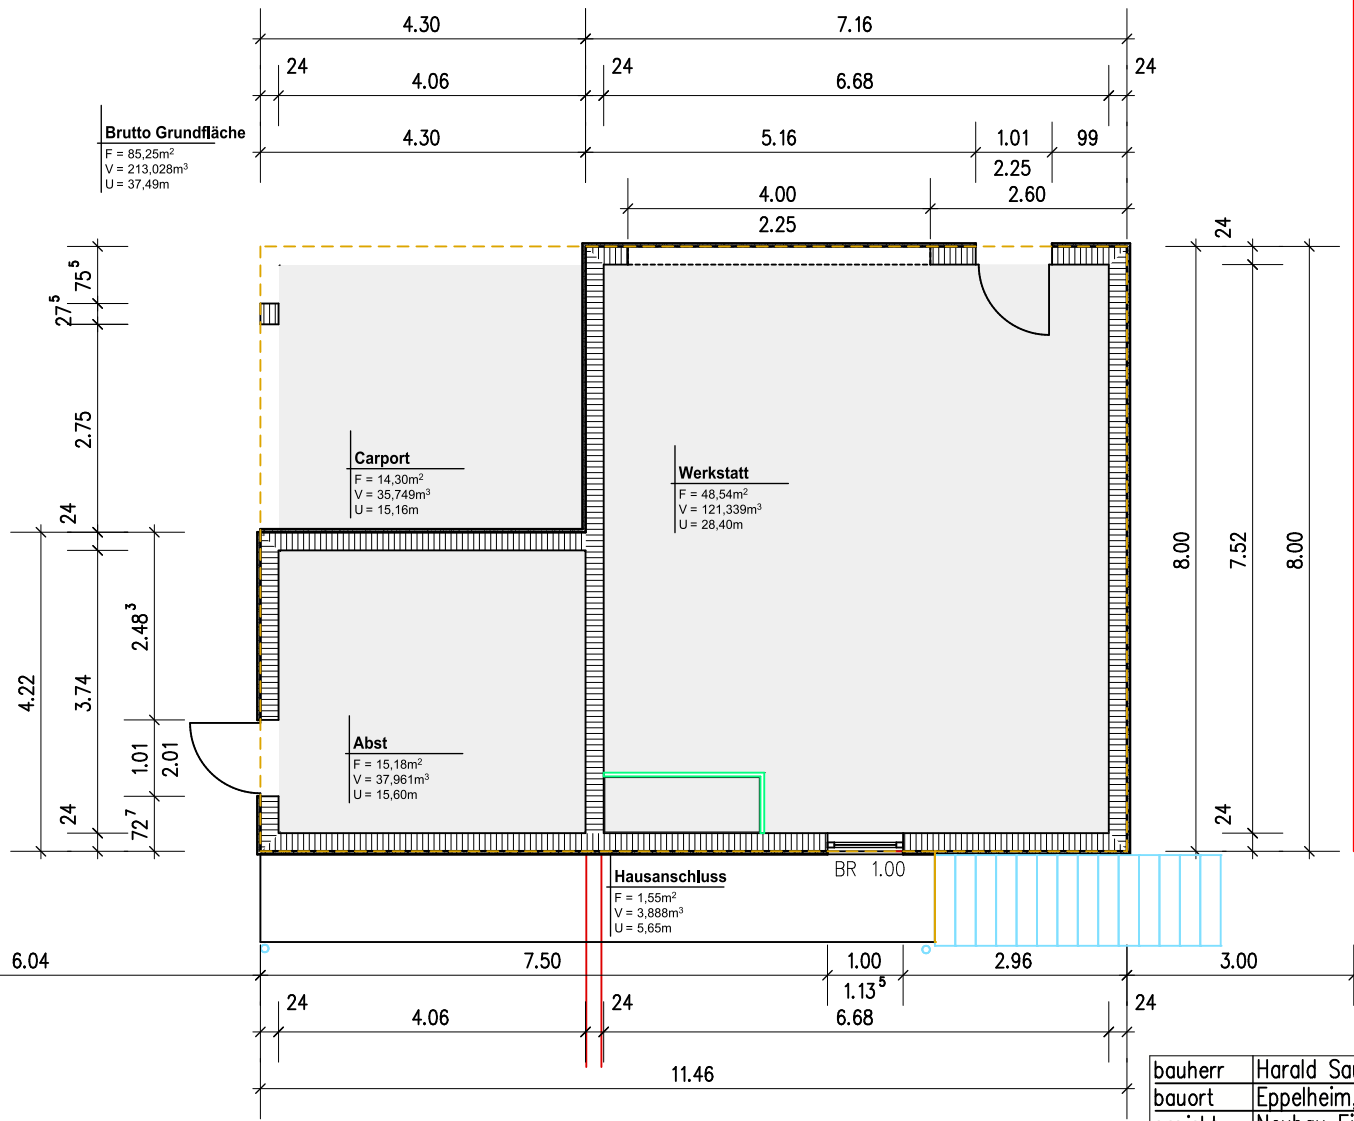 4.30
7.16
24
24
24
4.06
6.68
Brutto Grundfläche
F = 85,25m²
V = 213,028m³
U = 37,49m
4.30
5.16
1.01
99
2.25
4.00
2.60
2.25
24
75⁵
27⁵
2.75
24
Carport
F = 14,30m²
V = 35,749m³
U = 15,16m
Werkstatt
F = 48,54m²
V = 121,339m³
U = 28,40m
8.00
7.52
8.00
2.48³
4.22
3.74
1.01
2.01
24
72⁷
24
Abst
F = 15,18m²
V = 37,961m³
U = 15,60m
BR 1.00
Hausanschluss
F = 1,55m²
V = 3,888m³
U = 5,65m
6.04
7.50
1.00
2.96
3.00
1.13⁵
24
24
24
4.06
6.68
11.46
bauherr Harald
bauort Eppelheim,